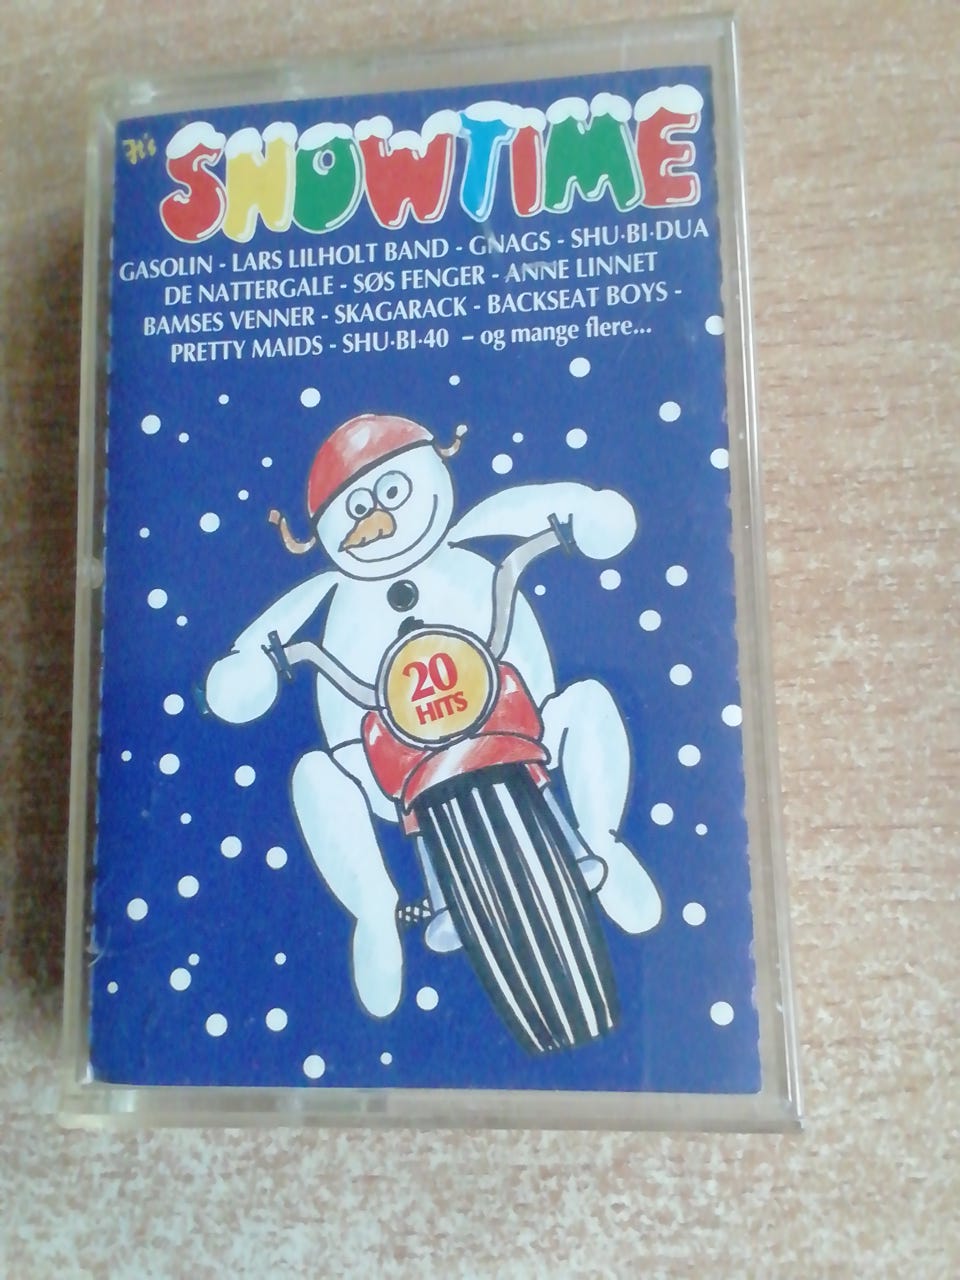 It's
SNOWTIME
GASOLIN - LARS LILHOLT BAND - GNAGS - SHU·BI·DUA
DE NATTERGALE - SØS FENGER - ANNE LINNET
BAMSES VENNER - SKAGARACK - BACKSEAT BOYS -
PRETTY MAIDS - SHU·BI·40 – og mange flere...
20
HITS